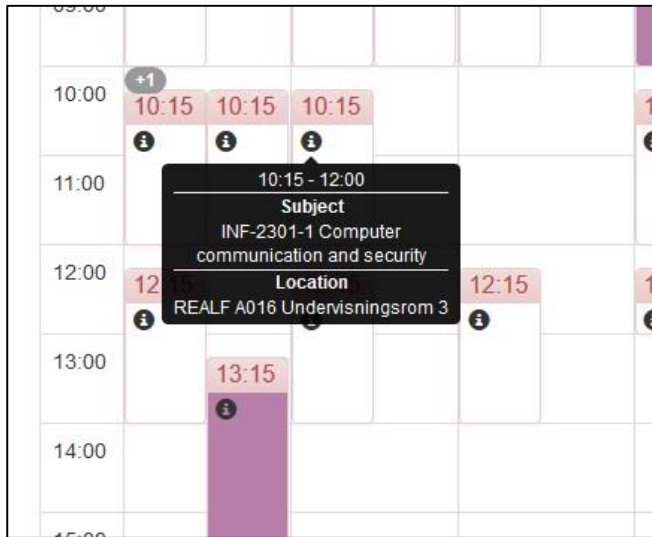 +1
10:00
10:15 10:15 10:15
11:00
10:15 - 12:00
Subject
INF-2301-1 Computer
communication and security
Location
REALF A016 Undervisningsrom 3
12:00
12:15
13:00
13:15
14:00